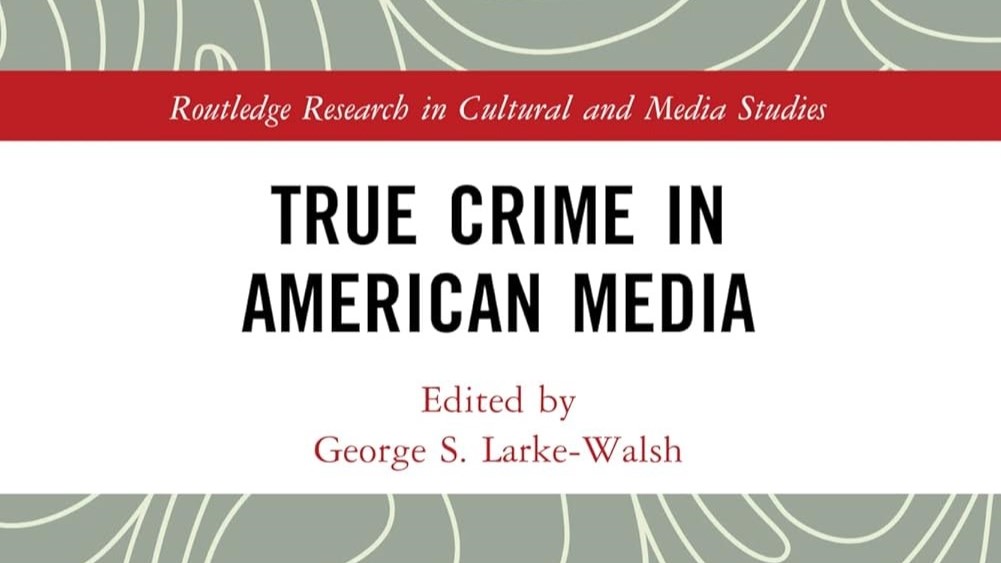 Routledge Research in Cultural and Media Studies
TRUE CRIME IN
AMERICAN MEDIA
Edited by
George S. Larke-Walsh